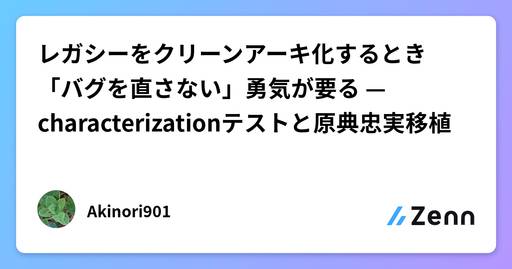 レガシーをクリーンアーキ化するとき
「バグを直さない」勇気が要る —
characterizationテストと原典忠実移植
Akinori901
Zenn